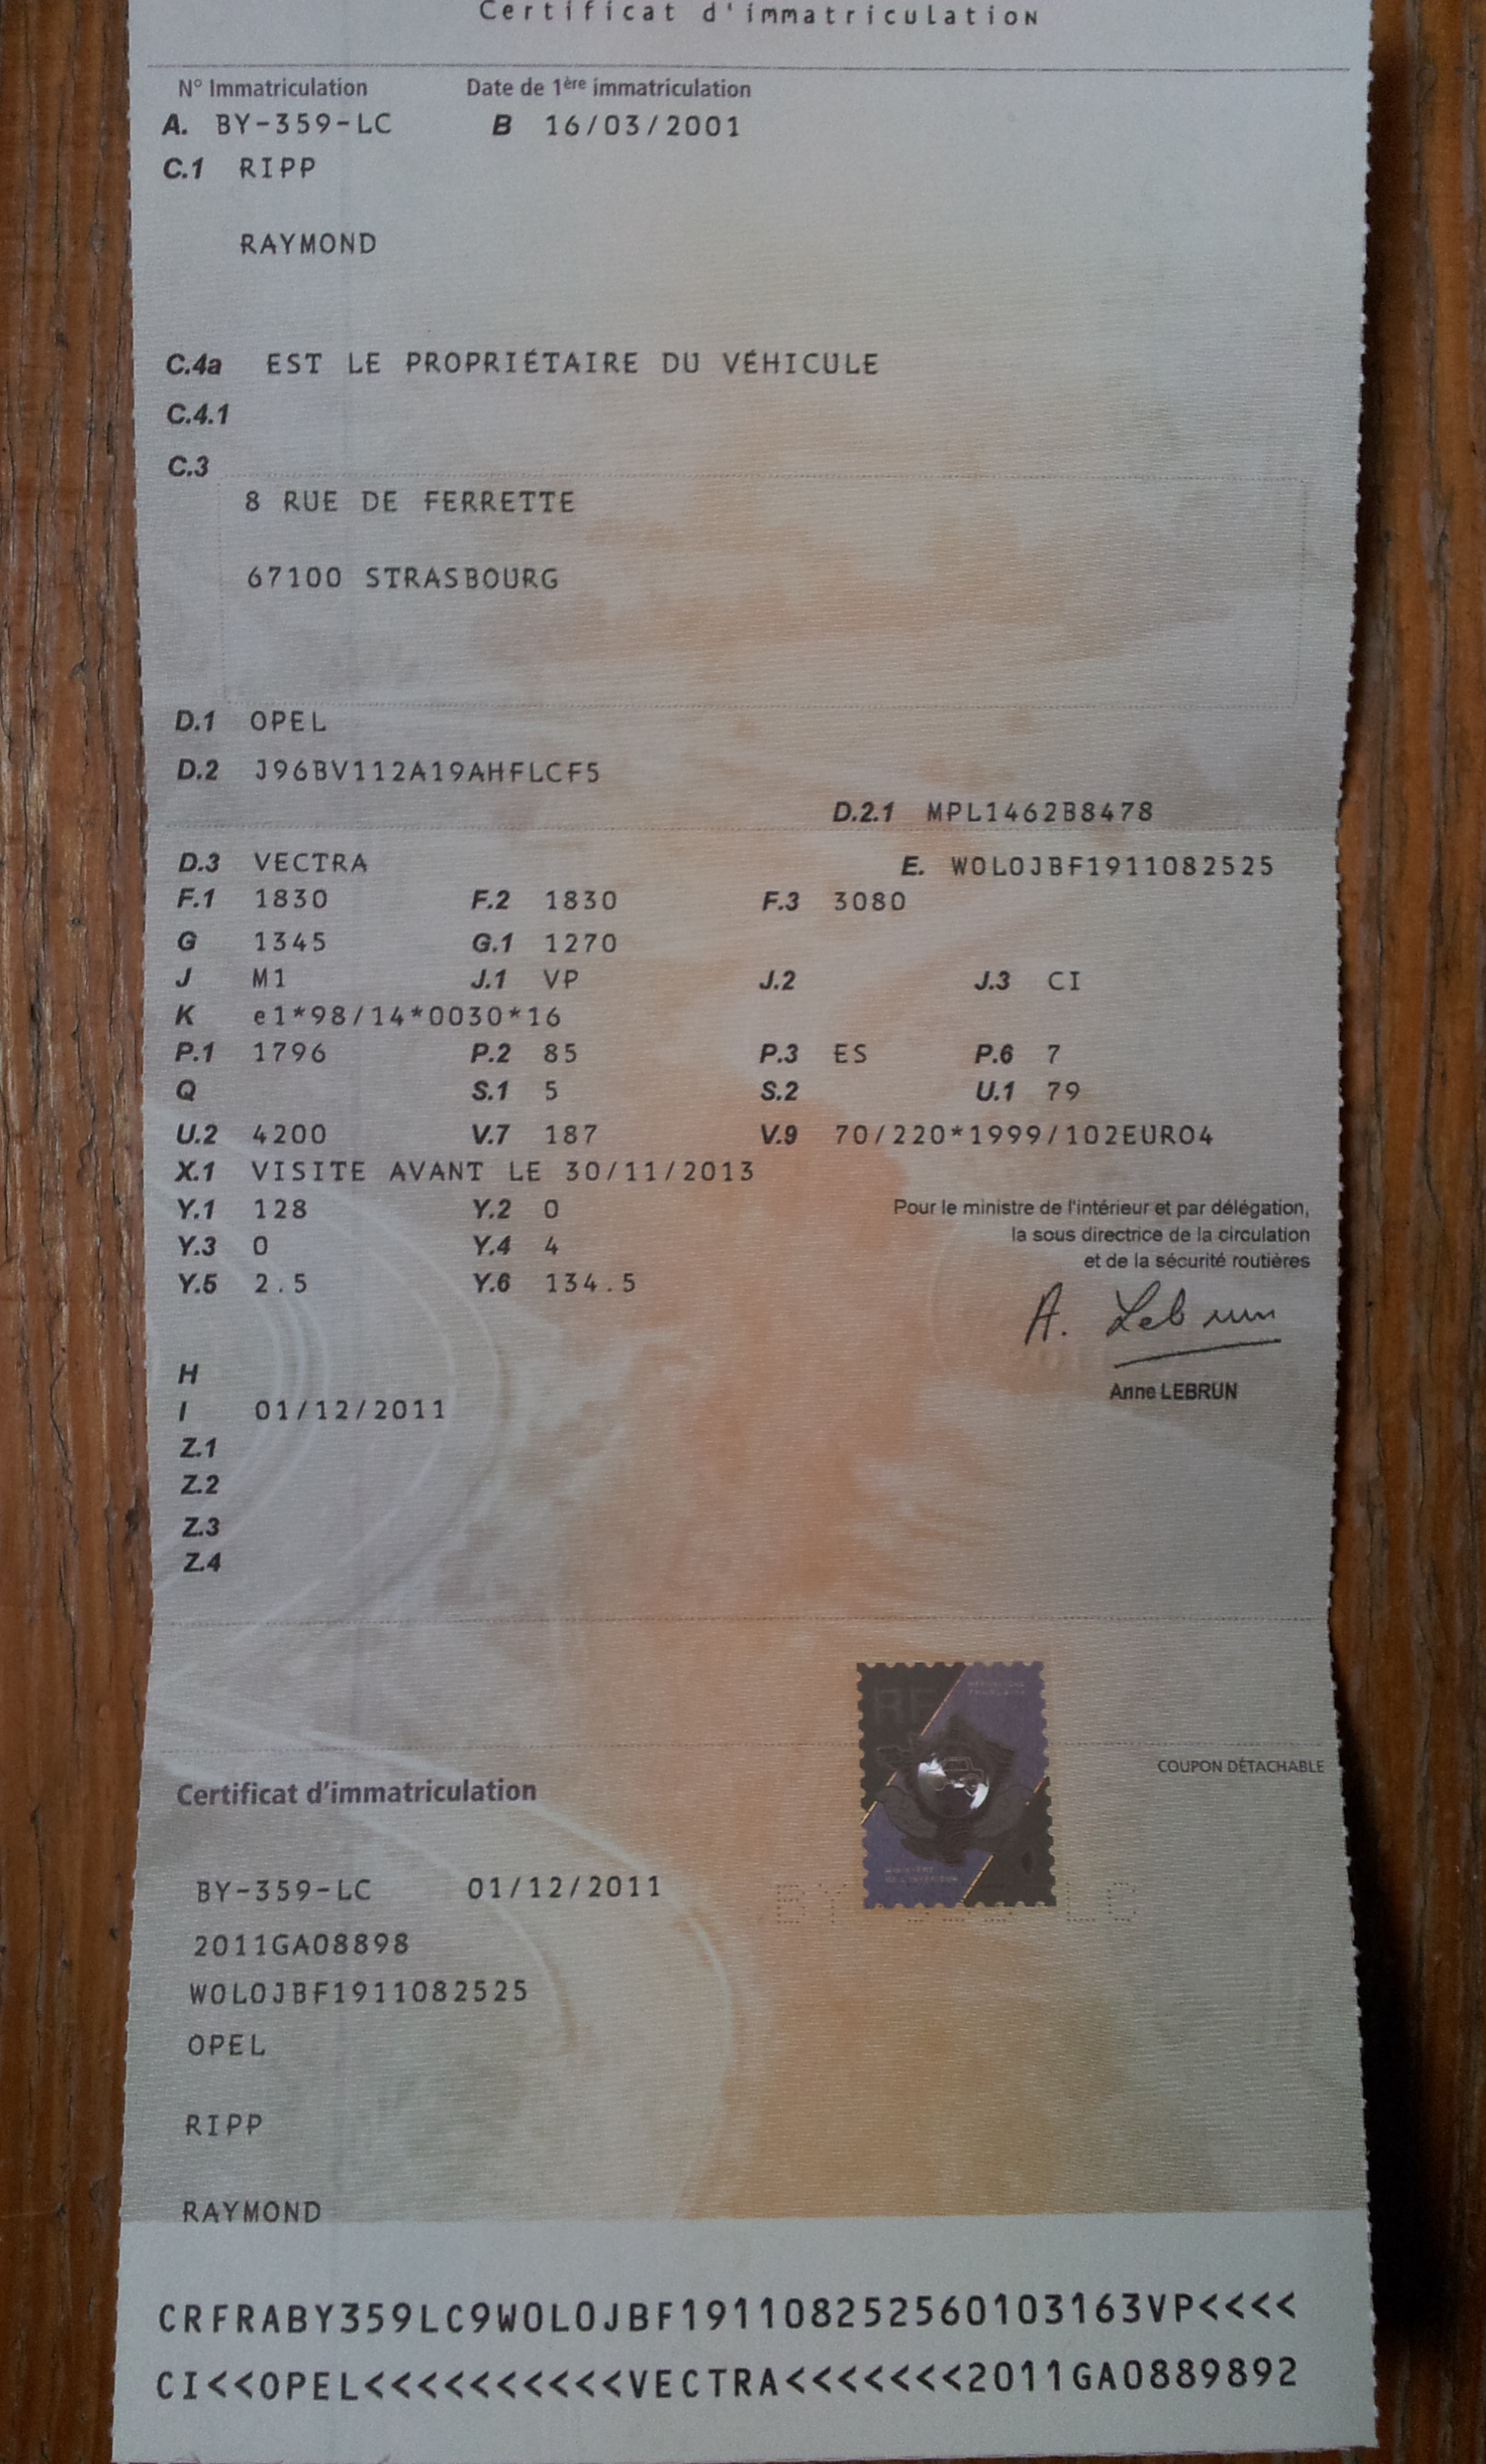 Certificat d'immatriculation
N° Immatriculation Date de 1ère immatriculation
A. BY-359-LC B 16/03/2001
C.1 RIPP
RAYMOND
C.4a EST LE PROPRIÉTAIRE DU VÉHICULE
C.4.1
C.3
8 RUE DE FERRETTE
67100 STRASBOURG
D.1 OPEL
D.2 J96BV112A19AHFLCF5
D.2.1 MPL1462B8478
D.3 VECTRA E. W0L0JBF1911082525
F.1 1830 F.2 1830 F.3 3080
G 1345 G.1 1270
J M1 J.1 VP J.2 J.3 CI
K e1*98/14*0030*16
P.1 1796 P.2 85 P.3 ES P.6 7
Q S.1 5 S.2 U.1 79
U.2 4200 V.7 187 V.9 70/220*1999/102EURO4
X.1 VISITE AVANT LE 30/11/2013
Y.1 128 Y.2 0
Y.3 0 Y.4 4
Y.5 2.5 Y.6 134.5
Pour le ministre de l'intérieur et par délégation,
la sous directrice de la circulation
et de la sécurité routières
A. Lebrun
Anne LEBRUN
H
I 01/12/2011
Z.1
Z.2
Z.3
Z.4
RF
COUPON DÉTACHABLE
Certificat d'immatriculation
BY-359-LC 01/12/2011
2011GA08898
W0L0JBF1911082525
OPEL
RIPP
RAYMOND
CRFRABY359LC9W0L0JBF191108252560103163VP<<<<
CI<<OPEL<<<<<<<<<<VECTRA<<<<<<<2011GA0889892